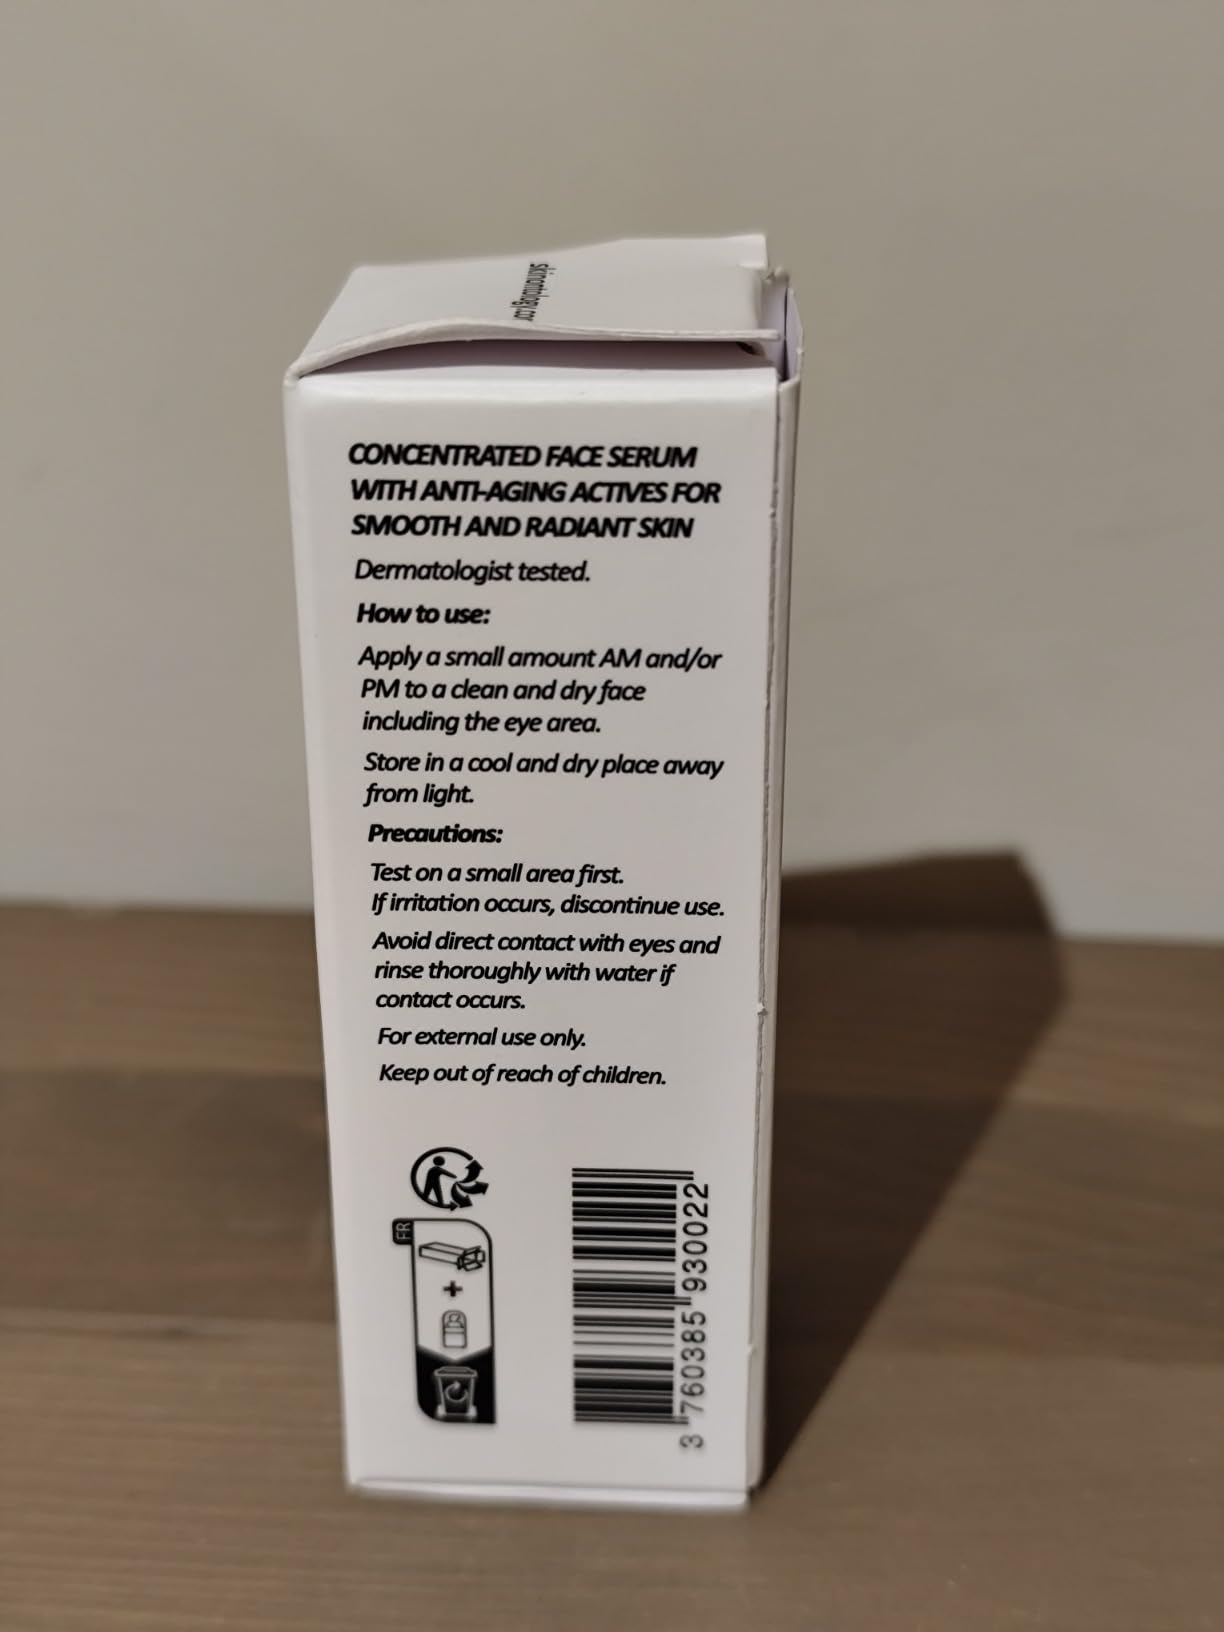 skinontology.com
CONCENTRATED FACE SERUM
WITH ANTI-AGING ACTIVES FOR
SMOOTH AND RADIANT SKIN
Dermatologist tested.
How to use:
Apply a small amount AM and/or
PM to a clean and dry face
including the eye area.
Store in a cool and dry place away
from light.
Precautions:
Test on a small area first.
If irritation occurs, discontinue use.
Avoid direct contact with eyes and
rinse thoroughly with water if
contact occurs.
For external use only.
Keep out of reach of children.
FR
+
3 760385 930022